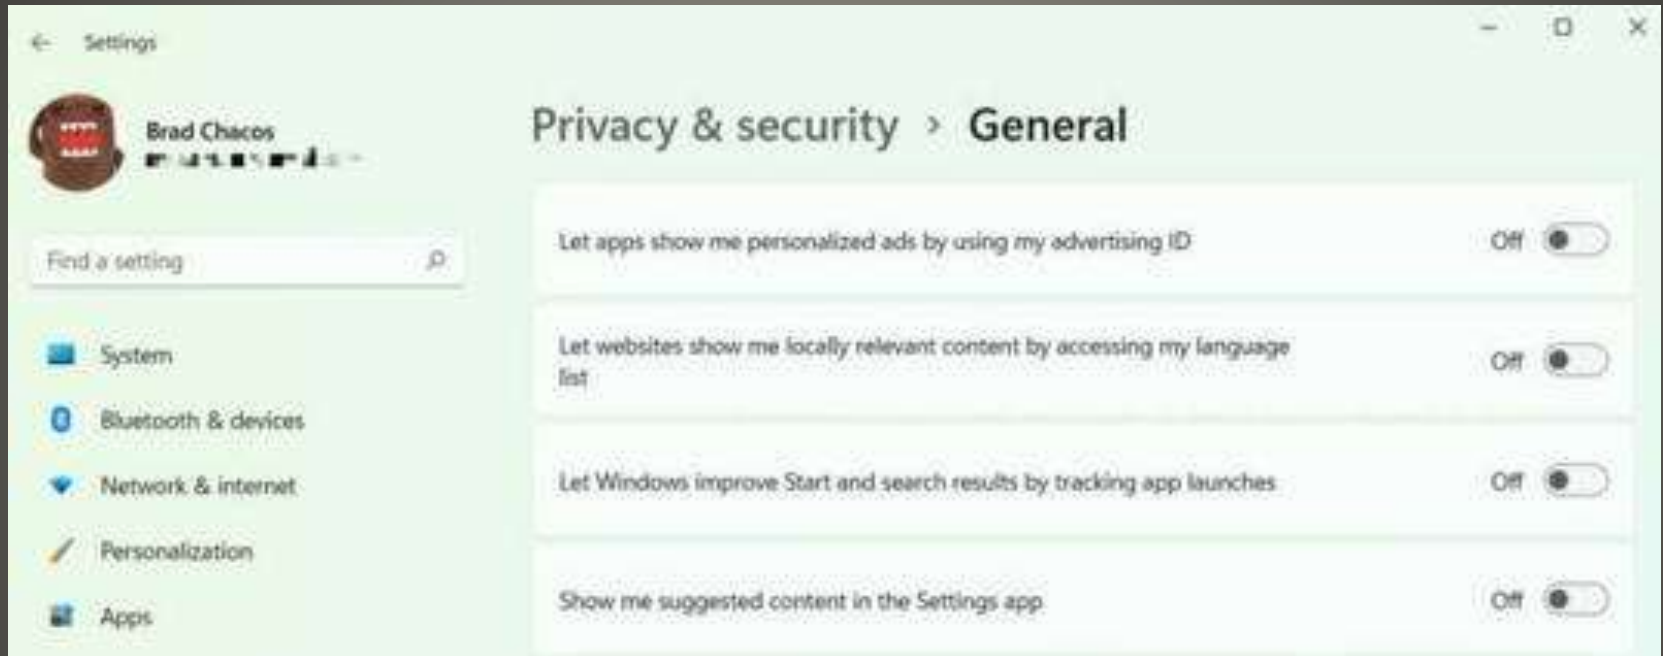 Settings
Brad Chacos
Find a setting
System
Bluetooth & devices
Network & internet
Personalization
Apps
Privacy & security > General
Let apps show me personalized ads by using my advertising ID
Off
Let websites show me locally relevant content by accessing my language
list
Off
Let Windows improve Start and search results by tracking app launches
Off
Show me suggested content in the Settings app
Off